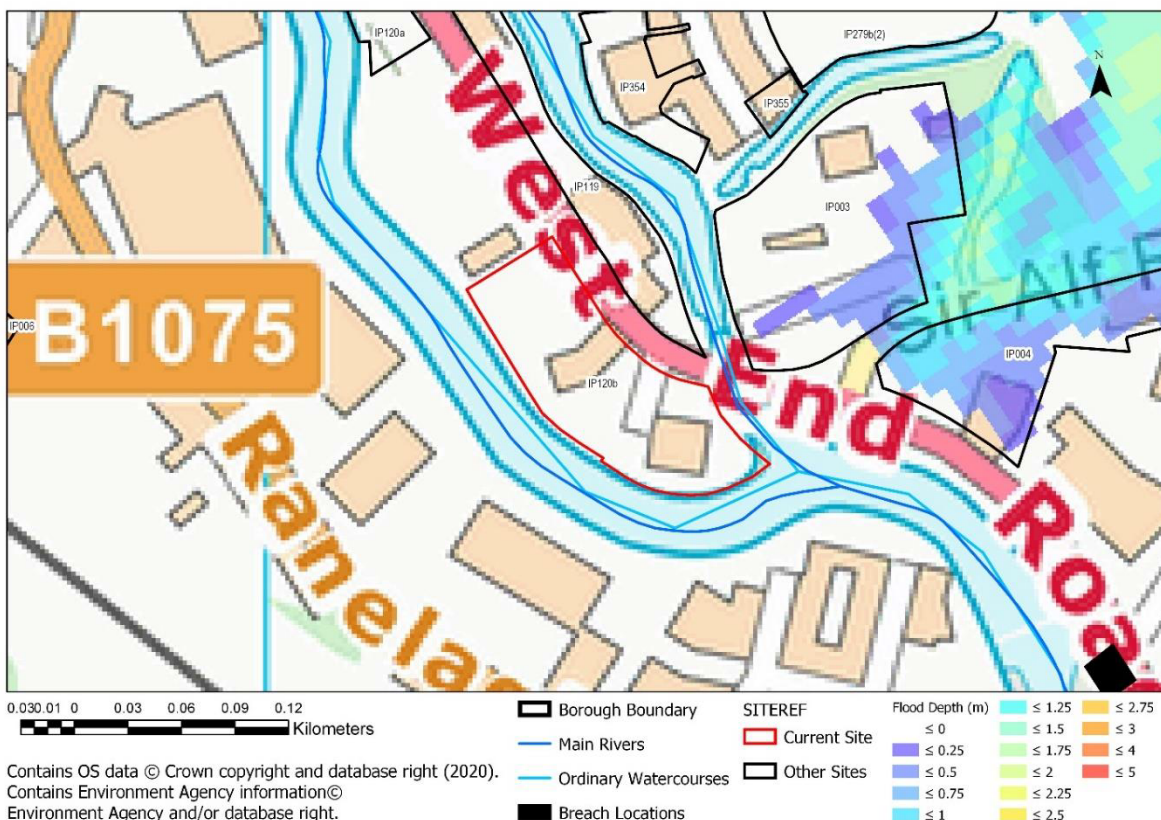 IP120a
IP279b(2)
N
IP354
IP355
West
IP119
IP003
Sir Alf R
B1075
IP006
IP004
End
IP120b
Road
Ranelag
0.030.01 0 0.03 0.06 0.09 0.12
Kilometers
Contains OS data © Crown copyright and database right (2020).
Contains Environment Agency information©
Environment Agency and/or database right.
Borough Boundary
Main Rivers
Ordinary Watercourses
Breach Locations
SITEREF
Current Site
Other Sites
Flood Depth (m)
≤ 0
≤ 0.25
≤ 0.5
≤ 0.75
≤ 1
≤ 1.25
≤ 1.5
≤ 1.75
≤ 2
≤ 2.25
≤ 2.5
≤ 2.75
≤ 3
≤ 4
≤ 5